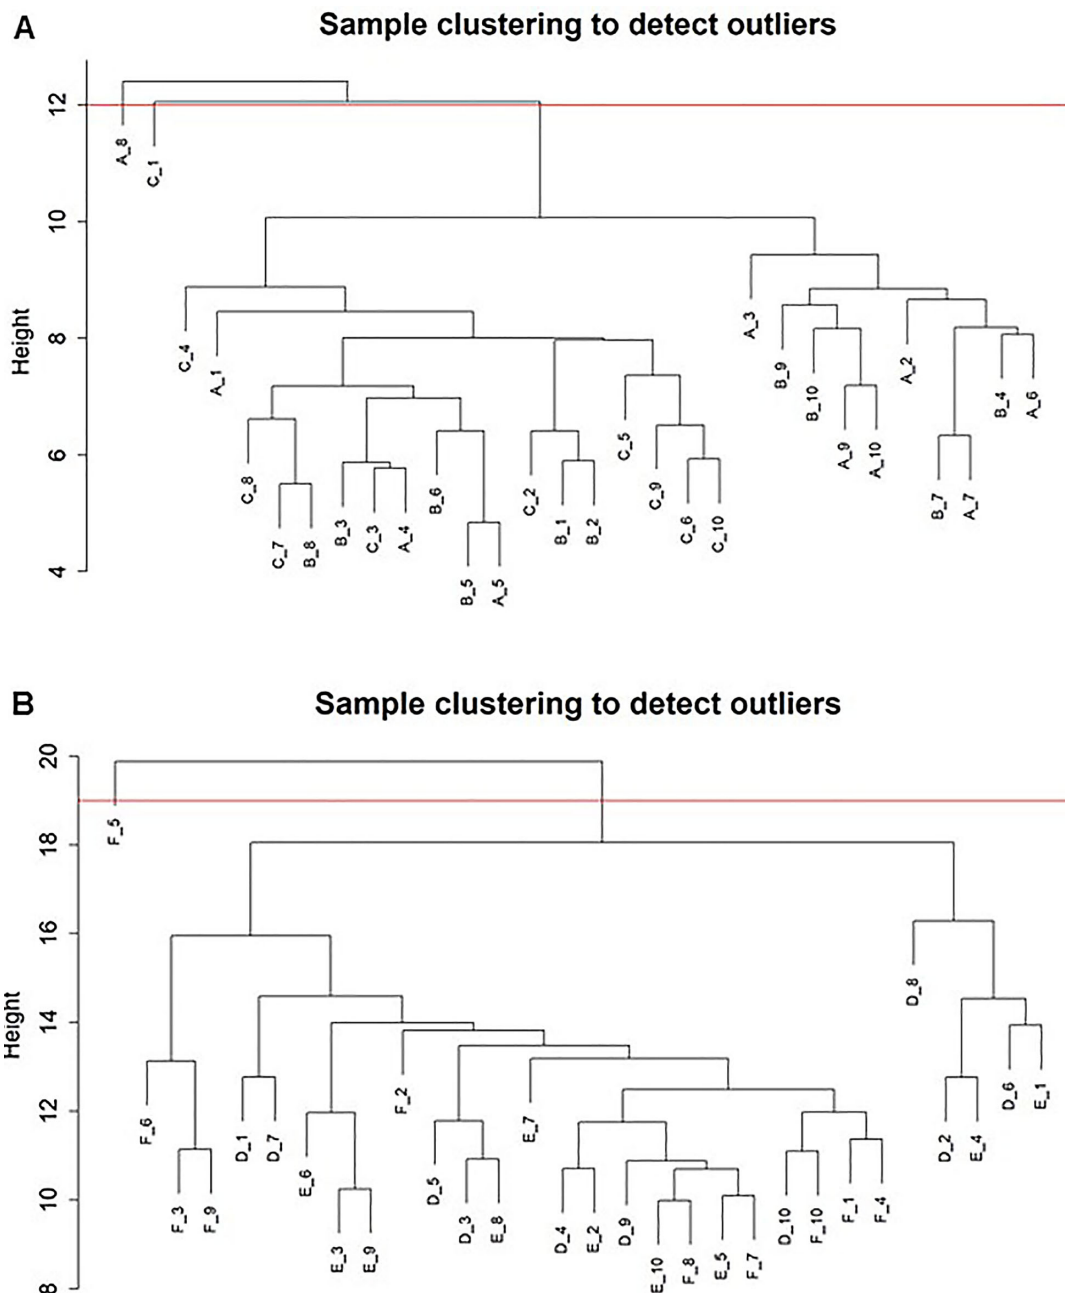 A
Sample clustering to detect outliers
Height
12
10
8
6
4
A_8
C_1
C_4
A_1
C_8
C_7
B_8
B_3
C_3
A_4
B_6
B_5
A_5
C_2
B_1
B_2
C_5
C_9
C_6
C_10
A_3
B_9
B_10
A_9
A_10
A_2
B_7
A_7
B_4
A_6
B
Sample clustering to detect outliers
Height
20
18
16
14
12
10
8
F_5
F_6
F_3
F_9
D_1
D_7
E_6
E_3
E_9
F_2
D_5
D_3
E_8
E_7
D_4
E_2
D_9
E_10
F_8
E_5
F_7
D_10
F_10
F_1
F_4
D_8
D_2
E_4
D_6
E_1